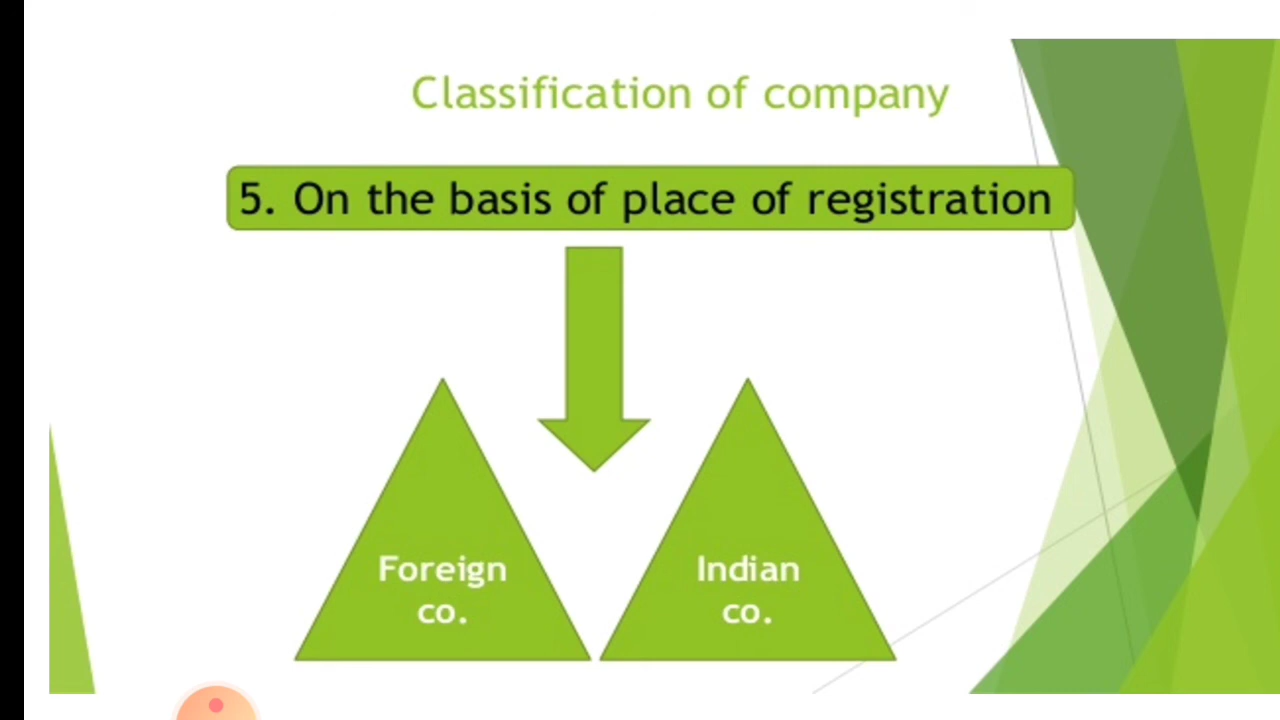 Classification of company
5. On the basis of place of registration
Foreign
co.
Indian
co.